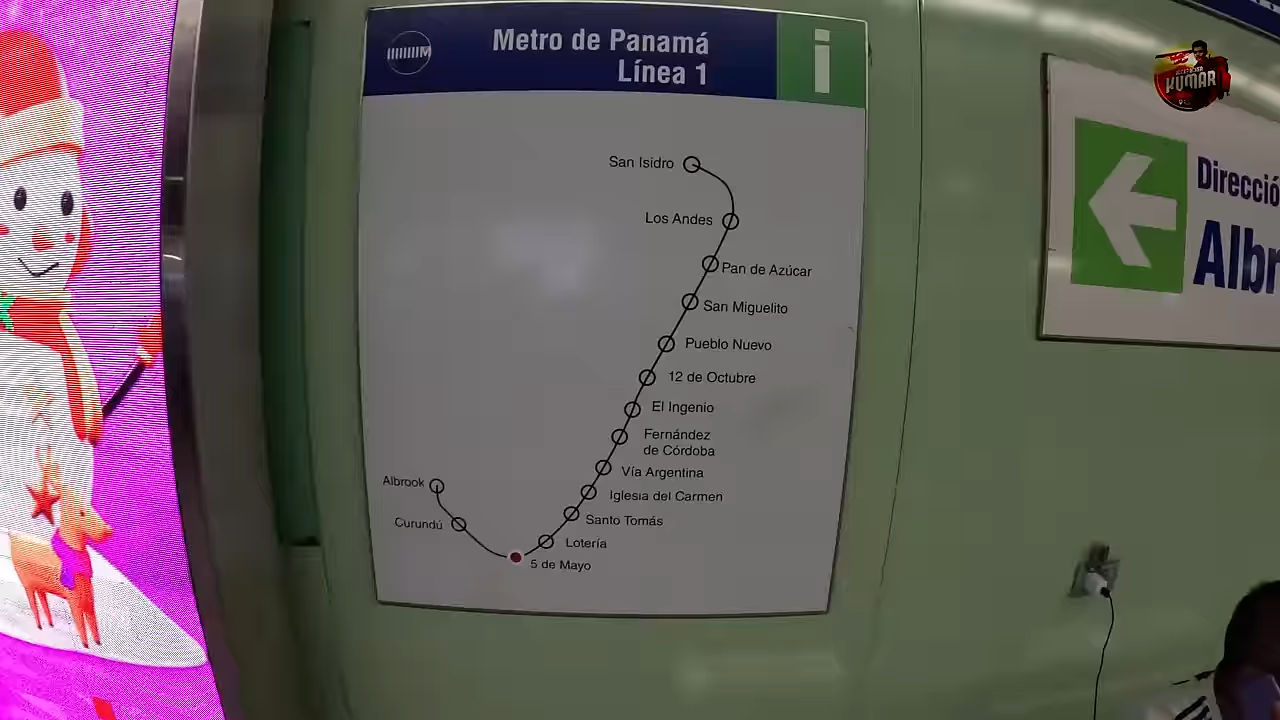 Metro de Panamá
Línea 1
i
San Isidro
Los Andes
Pan de Azúcar
San Miguelito
Pueblo Nuevo
12 de Octubre
El Ingenio
Fernández
de Córdoba
Vía Argentina
Iglesia del Carmen
Santo Tomás
Lotería
5 de Mayo
Curundú
Albrook
Direcció
Albr
KUMAR